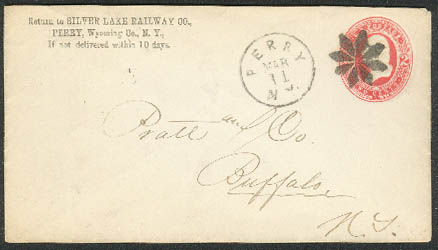 Return to SILVER LAKE RAILWAY CO.,
PERRY, Wyoming Co., N. Y.,
If not delivered within 10 days.
PERRY
MAR
11
N.Y.
Pratt and Co.
Buffalo
N.Y.